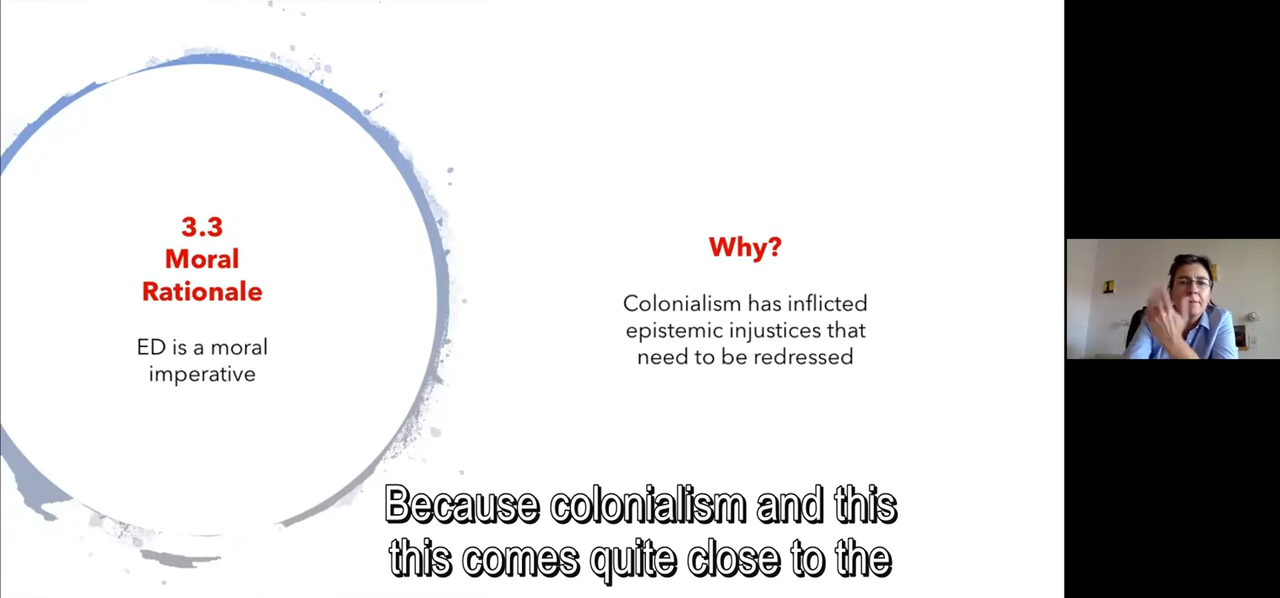 3.3
Moral
Rationale
ED is a moral
imperative
Why?
Colonialism has inflicted
epistemic injustices that
need to be redressed
Because colonialism and this
this comes quite close to the